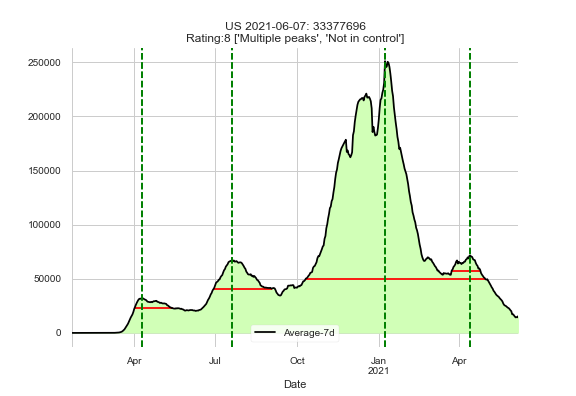 US 2021-06-07: 33377696
Rating:8 ['Multiple peaks', 'Not in control']
250000
200000
150000
100000
50000
0
Average-7d
Apr
Jul
Oct
Jan
2021
Apr
Date